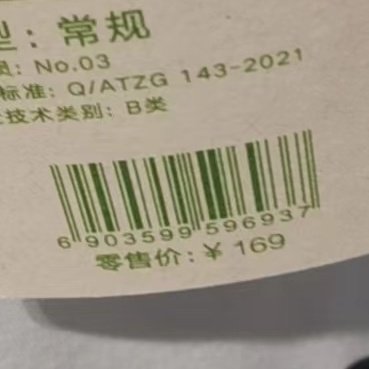 型：常规
员：No.03
标准：Q/ATZG 143-2021
技术类别：B类
6 903599 596937
零售价：¥ 169